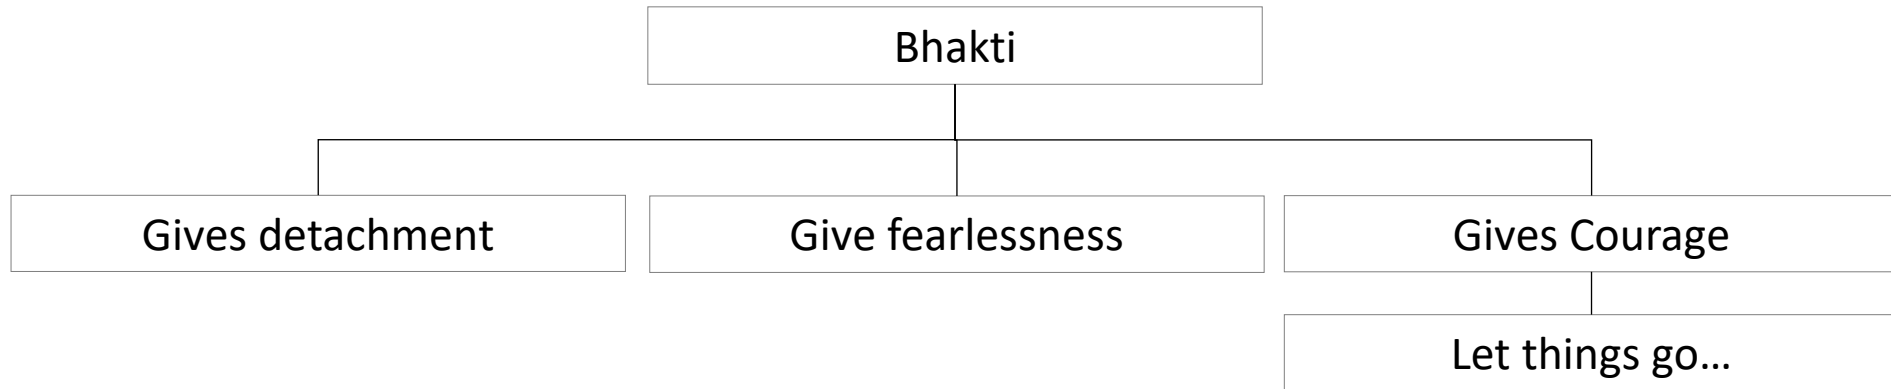 Bhakti
Gives detachment
Give fearlessness
Gives Courage
Let things go...